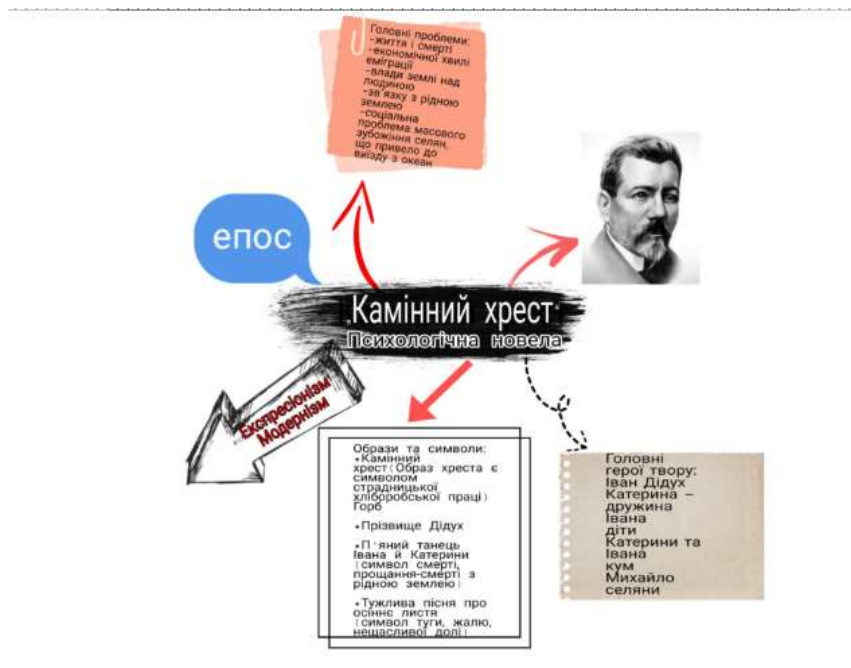 Головні проблеми:
-життя і смерті
-економічної хвилі
еміграції
-влади землі над
людиною
-зв'язку з рідною
землею
-соціальна
проблема масового
зубожіння селян,
що привело до
виїзду з океан
епос
„Камінний хрест"
Психологічна новела
Експресіонізм
Модернізм
Образи та символи:
•Камінний
хрест(Образ хреста є
символом
страдницької
хліборобської праці)
Горб
•Прізвище Дідух
•П'яний танець
Івана й Катерини
(символ смерті,
прощання-смерті з
рідною землею)
•Тужлива пісня про
осіннє листя
(символ туги, жалю,
нещасливої долі)
Головні
герої твору:
Іван Дідух
Катерина –
дружина
Івана
діти
Катерини та
Івана
кум
Михайло
селяни